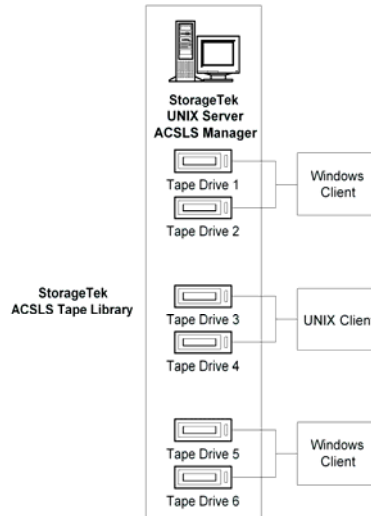 StorageTek
UNIX Server
ACSLS Manager
Tape Drive 1
Tape Drive 2
Windows
Client
StorageTek
ACSLS Tape Library
Tape Drive 3
Tape Drive 4
UNIX Client
Tape Drive 5
Tape Drive 6
Windows
Client